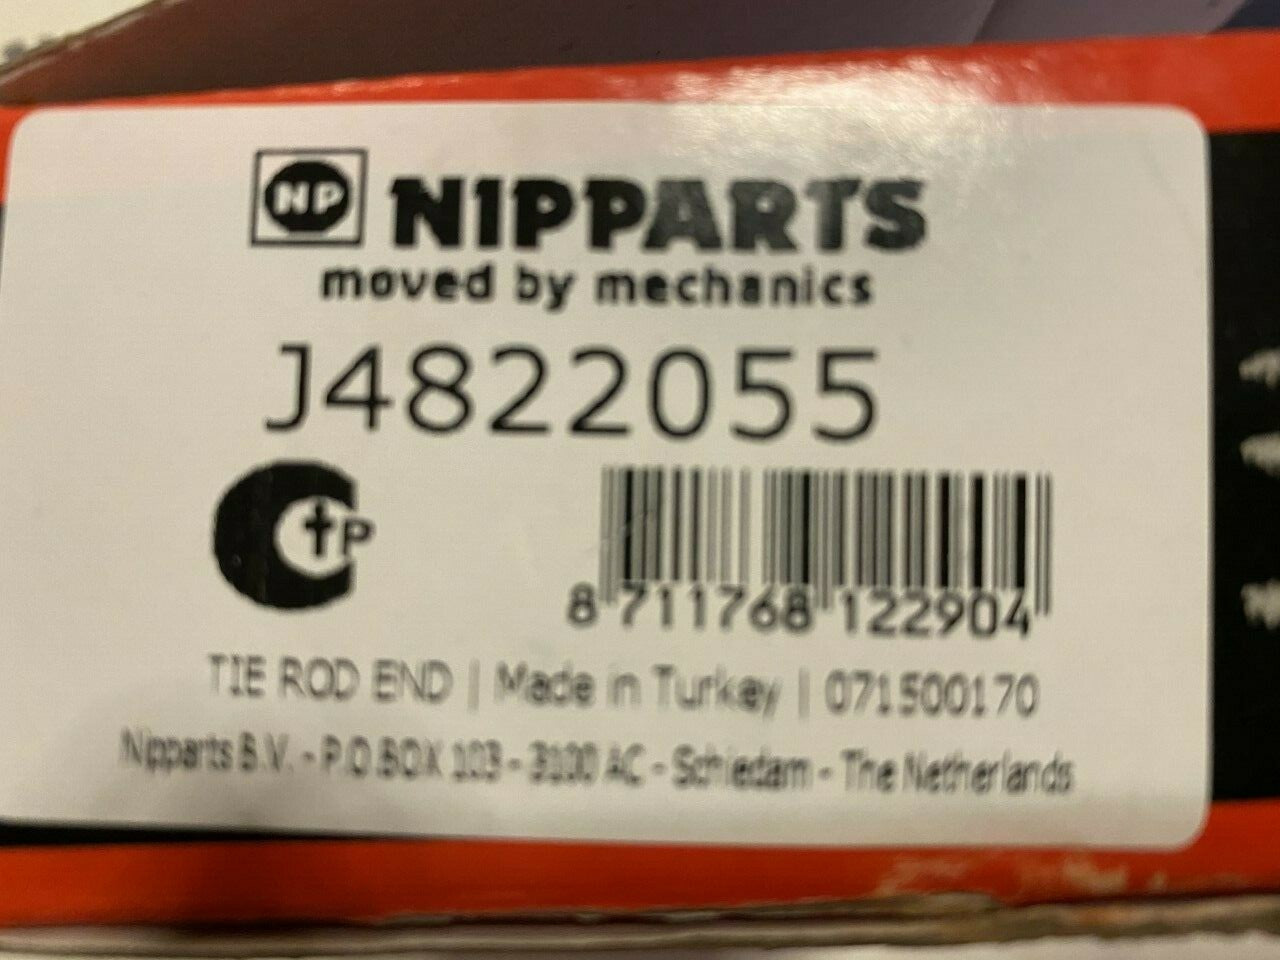 NP NIPPARTS
moved by mechanics
J4822055
CTP
8 711768 122904
TIE ROD END | Made in Turkey | 071500170
Nipparts B.V. - P.O.BOX 103 - 3100 AC - Schiedam - The Netherlands